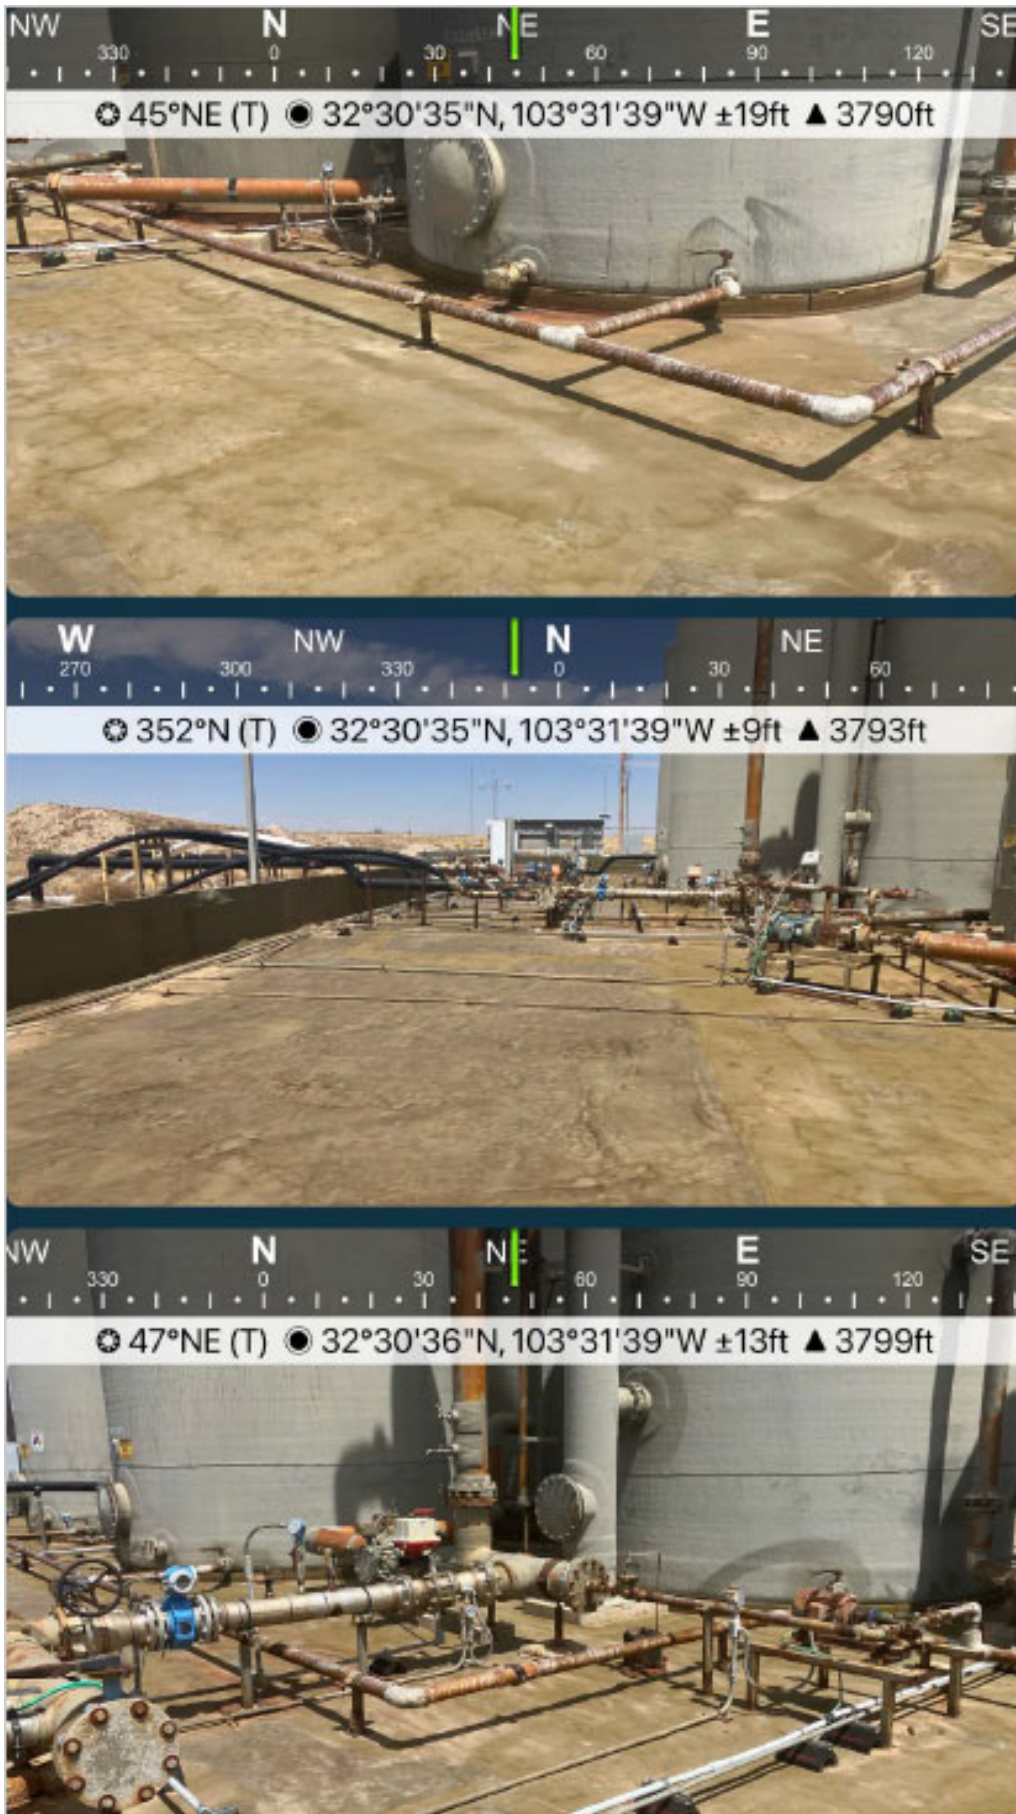 NW N NE E SE
330 0 30 60 90 120
45°NE (T) 32°30'35"N, 103°31'39"W ±19ft ▲ 3790ft
W NW N NE
270 300 330 0 30 60
352°N (T) 32°30'35"N, 103°31'39"W ±9ft ▲ 3793ft
NW N NE E SE
330 0 30 60 90 120
47°NE (T) 32°30'36"N, 103°31'39"W ±13ft ▲ 3799ft